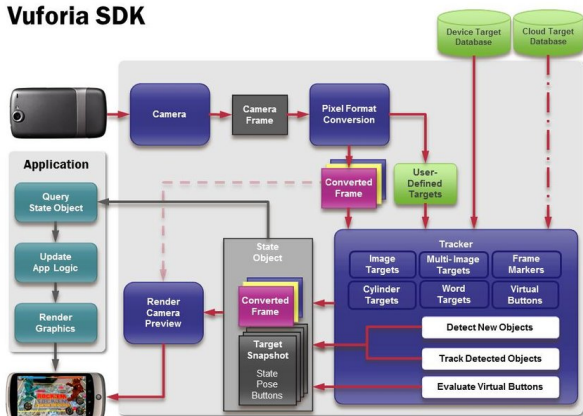 Vuforia SDK
Device Target
Database
Cloud Target
Database
Camera
Camera
Frame
Pixel Format
Conversion
Application
Query
State Object
Update
App Logic
Render
Graphics
Converted
Frame
User-
Defined
Targets
State
Object
Converted
Frame
Target
Snapshot
State
Pose
Buttons
Render
Camera
Preview
Tracker
Image
Targets
Multi-Image
Targets
Frame
Markers
Cylinder
Targets
Word
Targets
Virtual
Buttons
Detect New Objects
Track Detected Objects
Evaluate Virtual Buttons